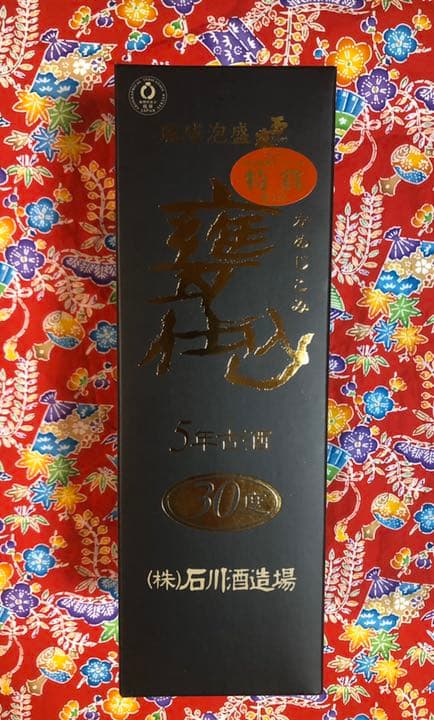 琉球泡盛
特選
甕仕込
かめじこみ
5年古酒
30度
(株)石川酒造場